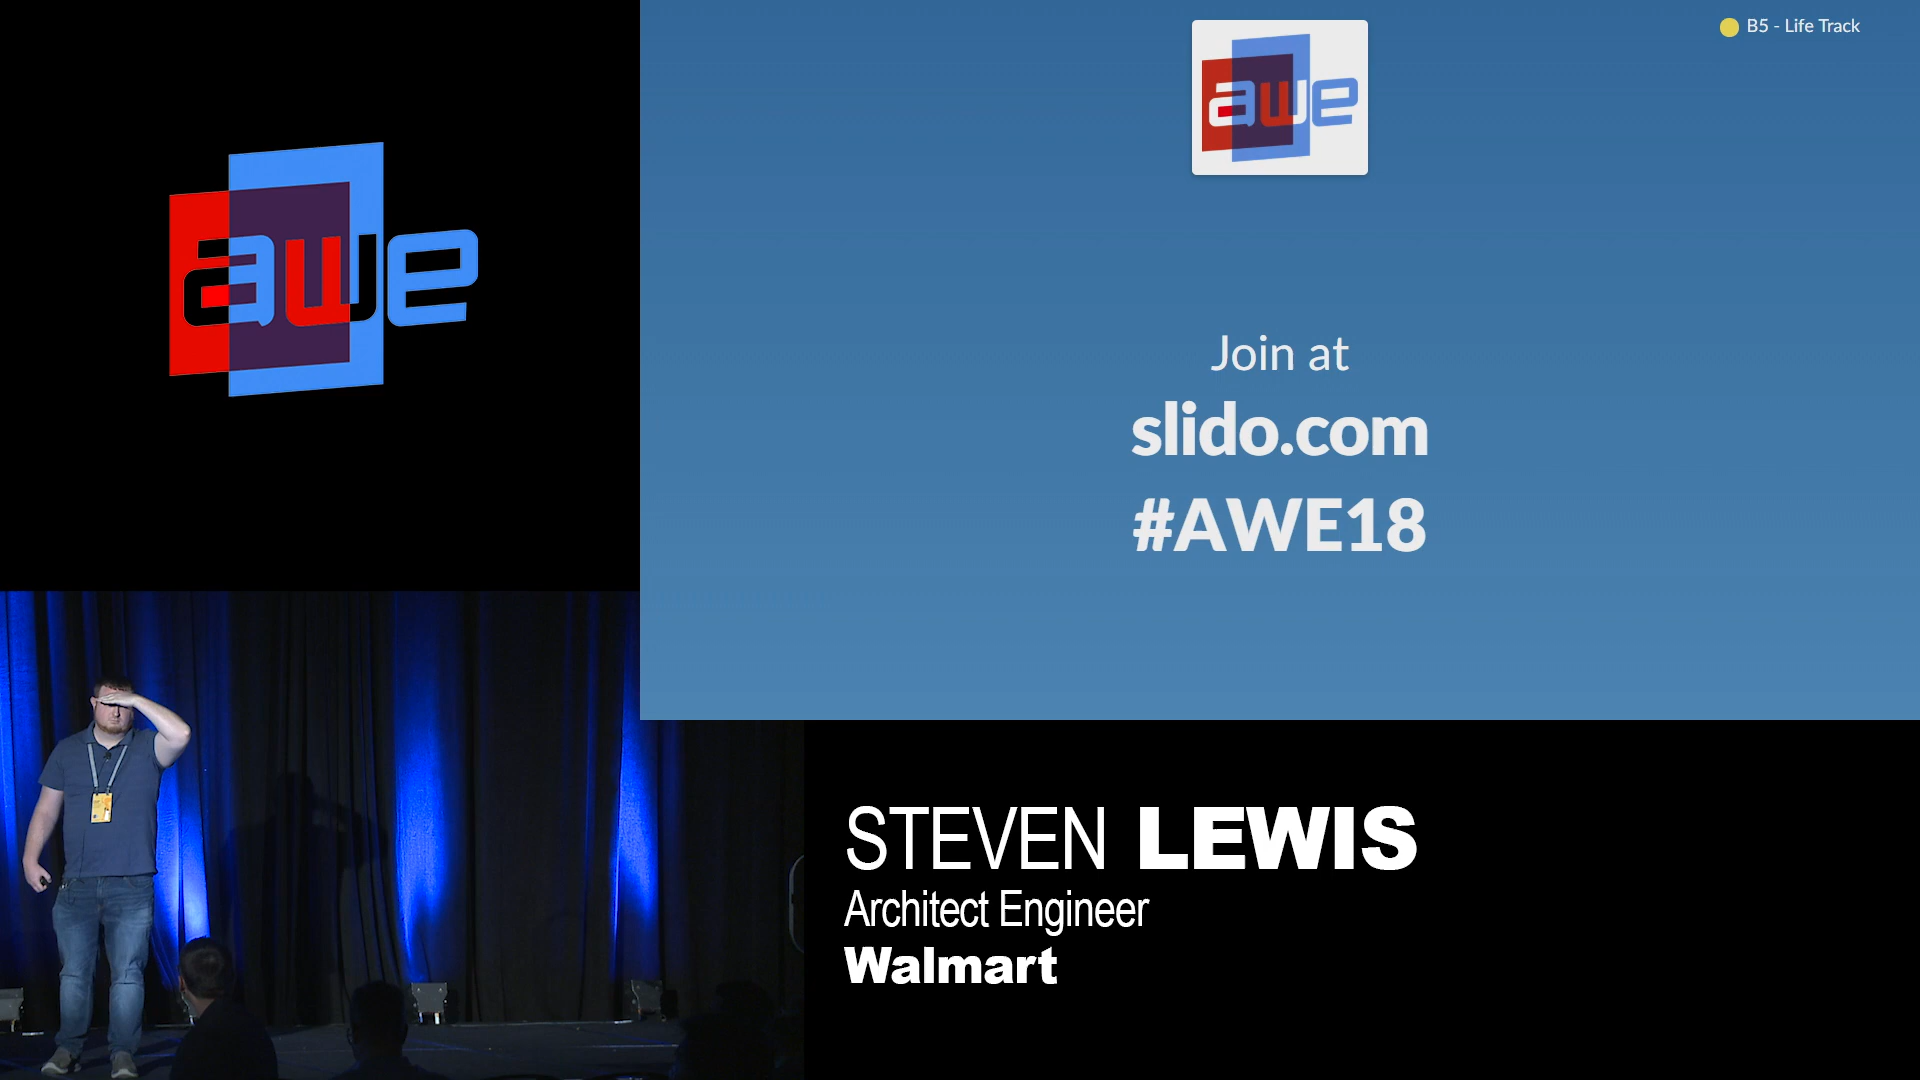 awe
awe
B5 - Life Track
Join at
slido.com
#AWE18
STEVEN LEWIS
Architect Engineer
Walmart